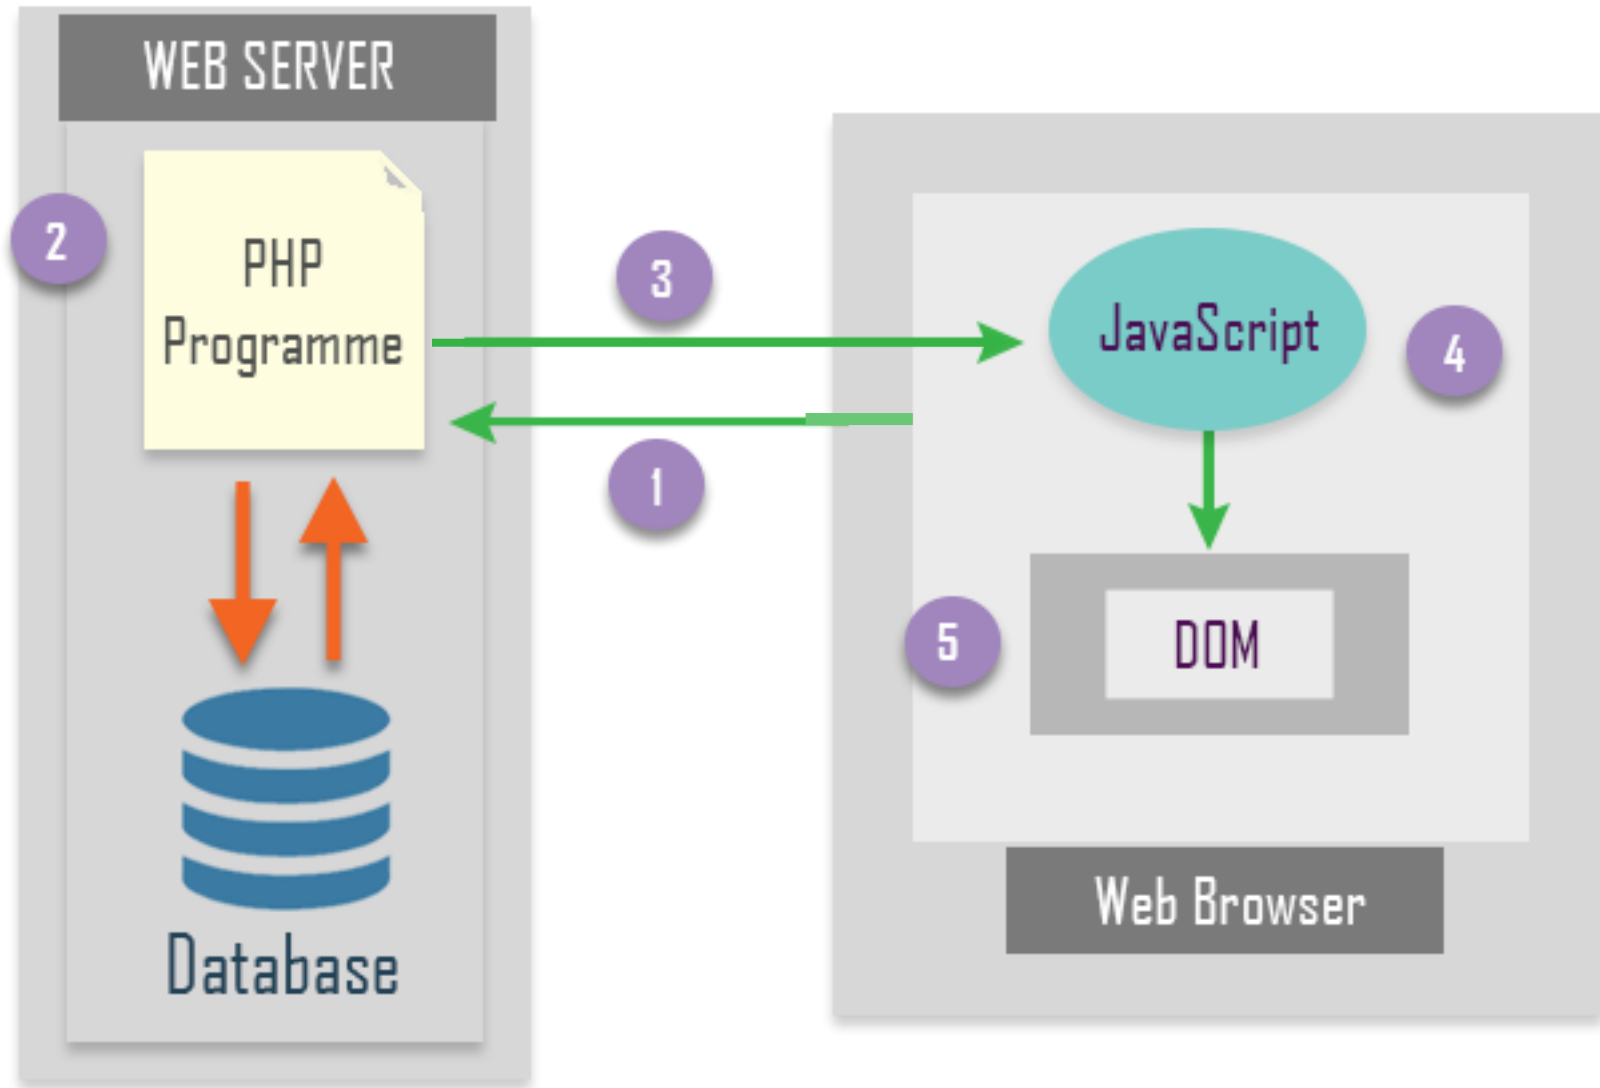 WEB SERVER
2
PHP
Programme
3
1
JavaScript
4
5
DOM
Database
Web Browser